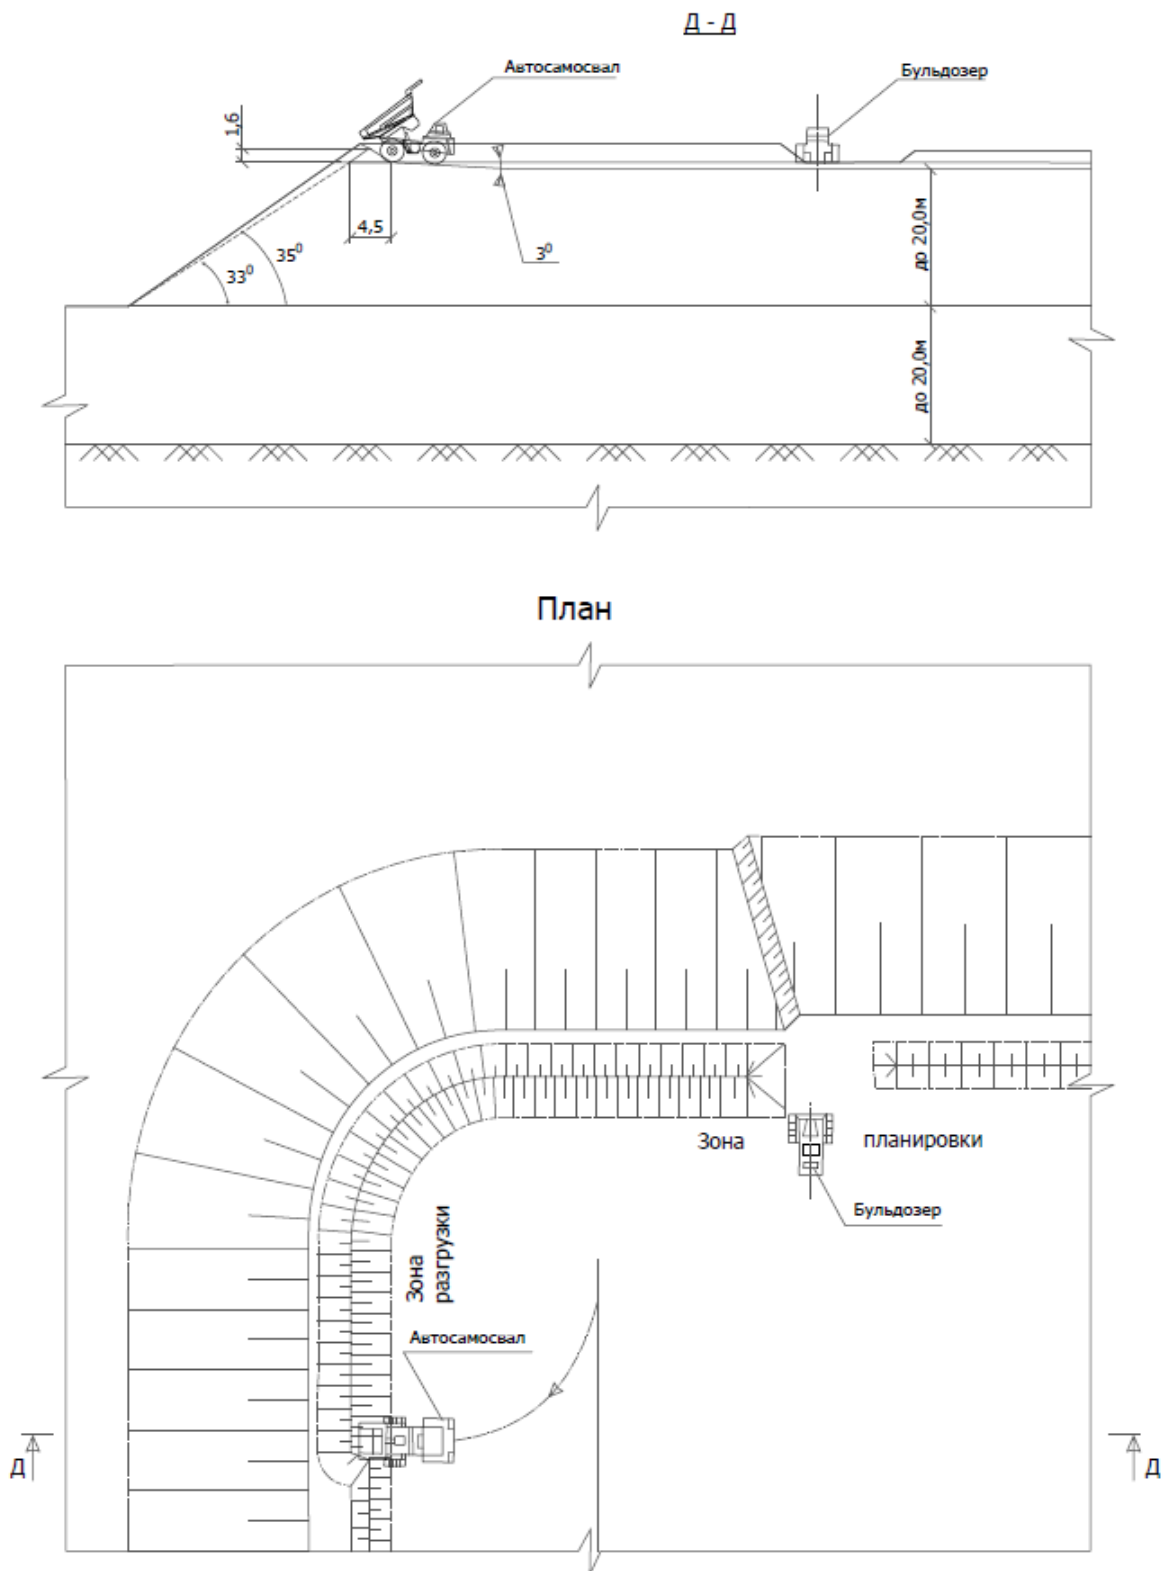 Д - Д
Автосамосвал
Бульдозер
1,6
4,5
3⁰
35⁰
33⁰
до 20,0м
до 20,0м
План
Зона
планировки
Бульдозер
Зона
разгрузки
Автосамосвал
Д
Д